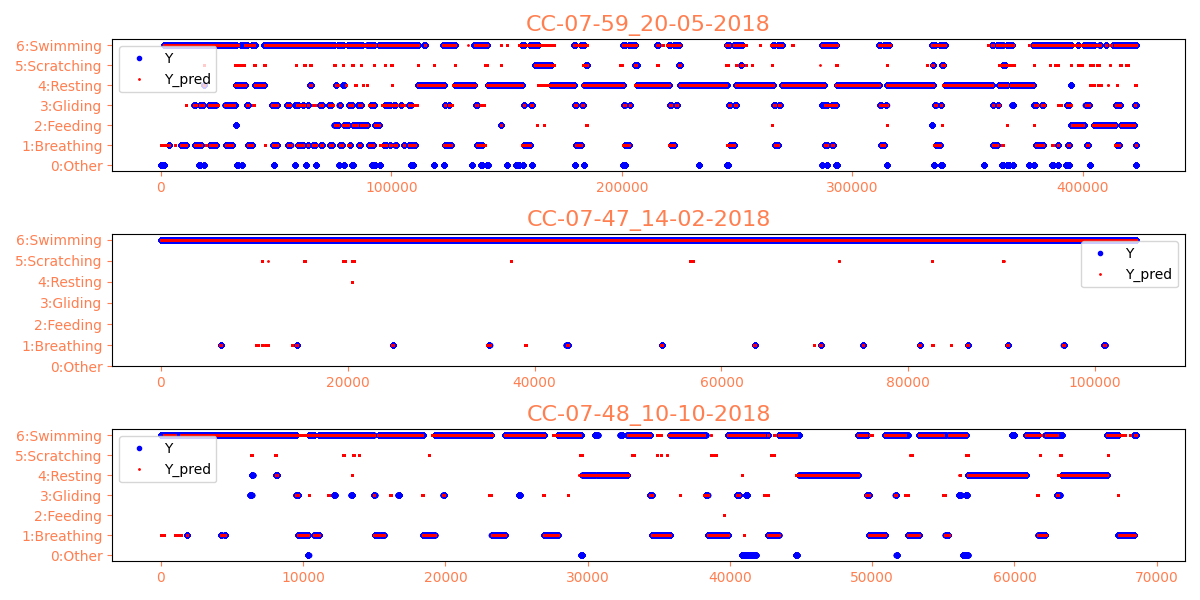 CC-07-59_20-05-2018
6:Swimming
5:Scratching
4:Resting
3:Gliding
2:Feeding
1:Breathing
0:Other
Y
Y_pred
0 100000 200000 300000 400000
CC-07-47_14-02-2018
6:Swimming
5:Scratching
4:Resting
3:Gliding
2:Feeding
1:Breathing
0:Other
Y
Y_pred
0 20000 40000 60000 80000 100000
CC-07-48_10-10-2018
6:Swimming
5:Scratching
4:Resting
3:Gliding
2:Feeding
1:Breathing
0:Other
Y
Y_pred
0 10000 20000 30000 40000 50000 60000 70000